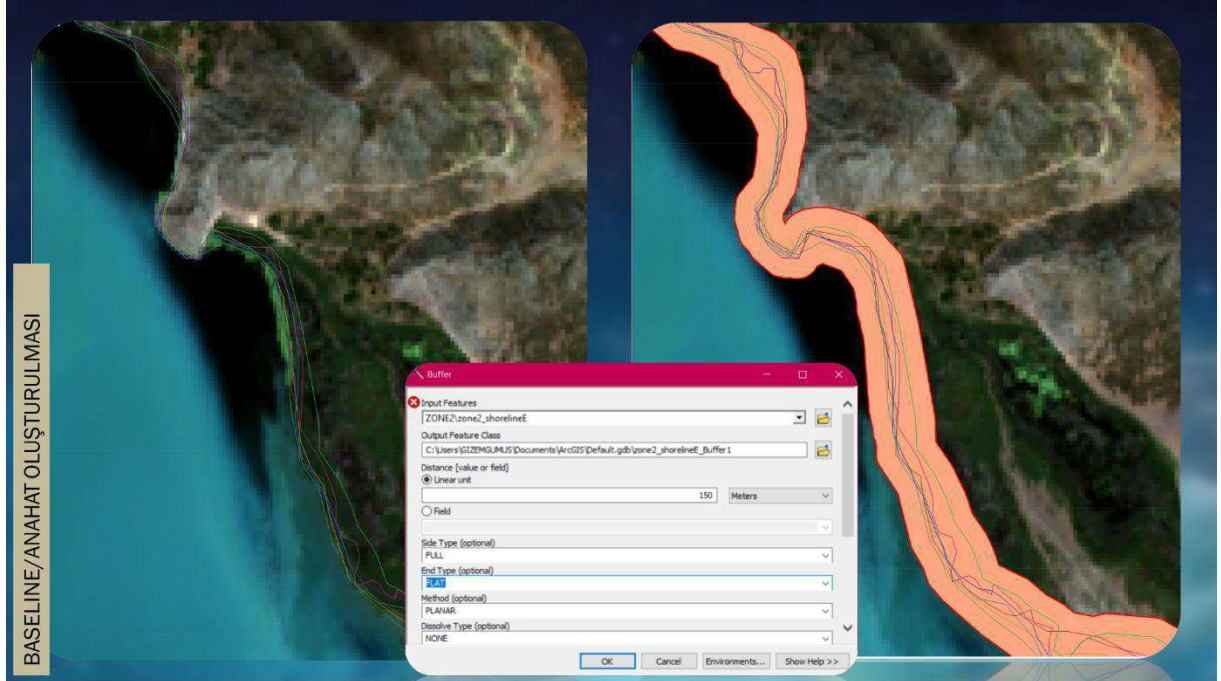 BASELINE/ANAHAT OLUŞTURULMASI
Buffer
Input Features
ZONE2\zone2_shorelineE
Output Feature Class
C:\Users\GIZEMGUMUS\Documents\ArcGIS\Default.gdb\zone2_shorelineE_Buffer1
Distance [value or field]
Linear unit
150 Meters
Field
Side Type (optional)
FULL
End Type (optional)
FLAT
Method (optional)
PLANAR
Dissolve Type (optional)
NONE
OK Cancel Environments... Show Help >>